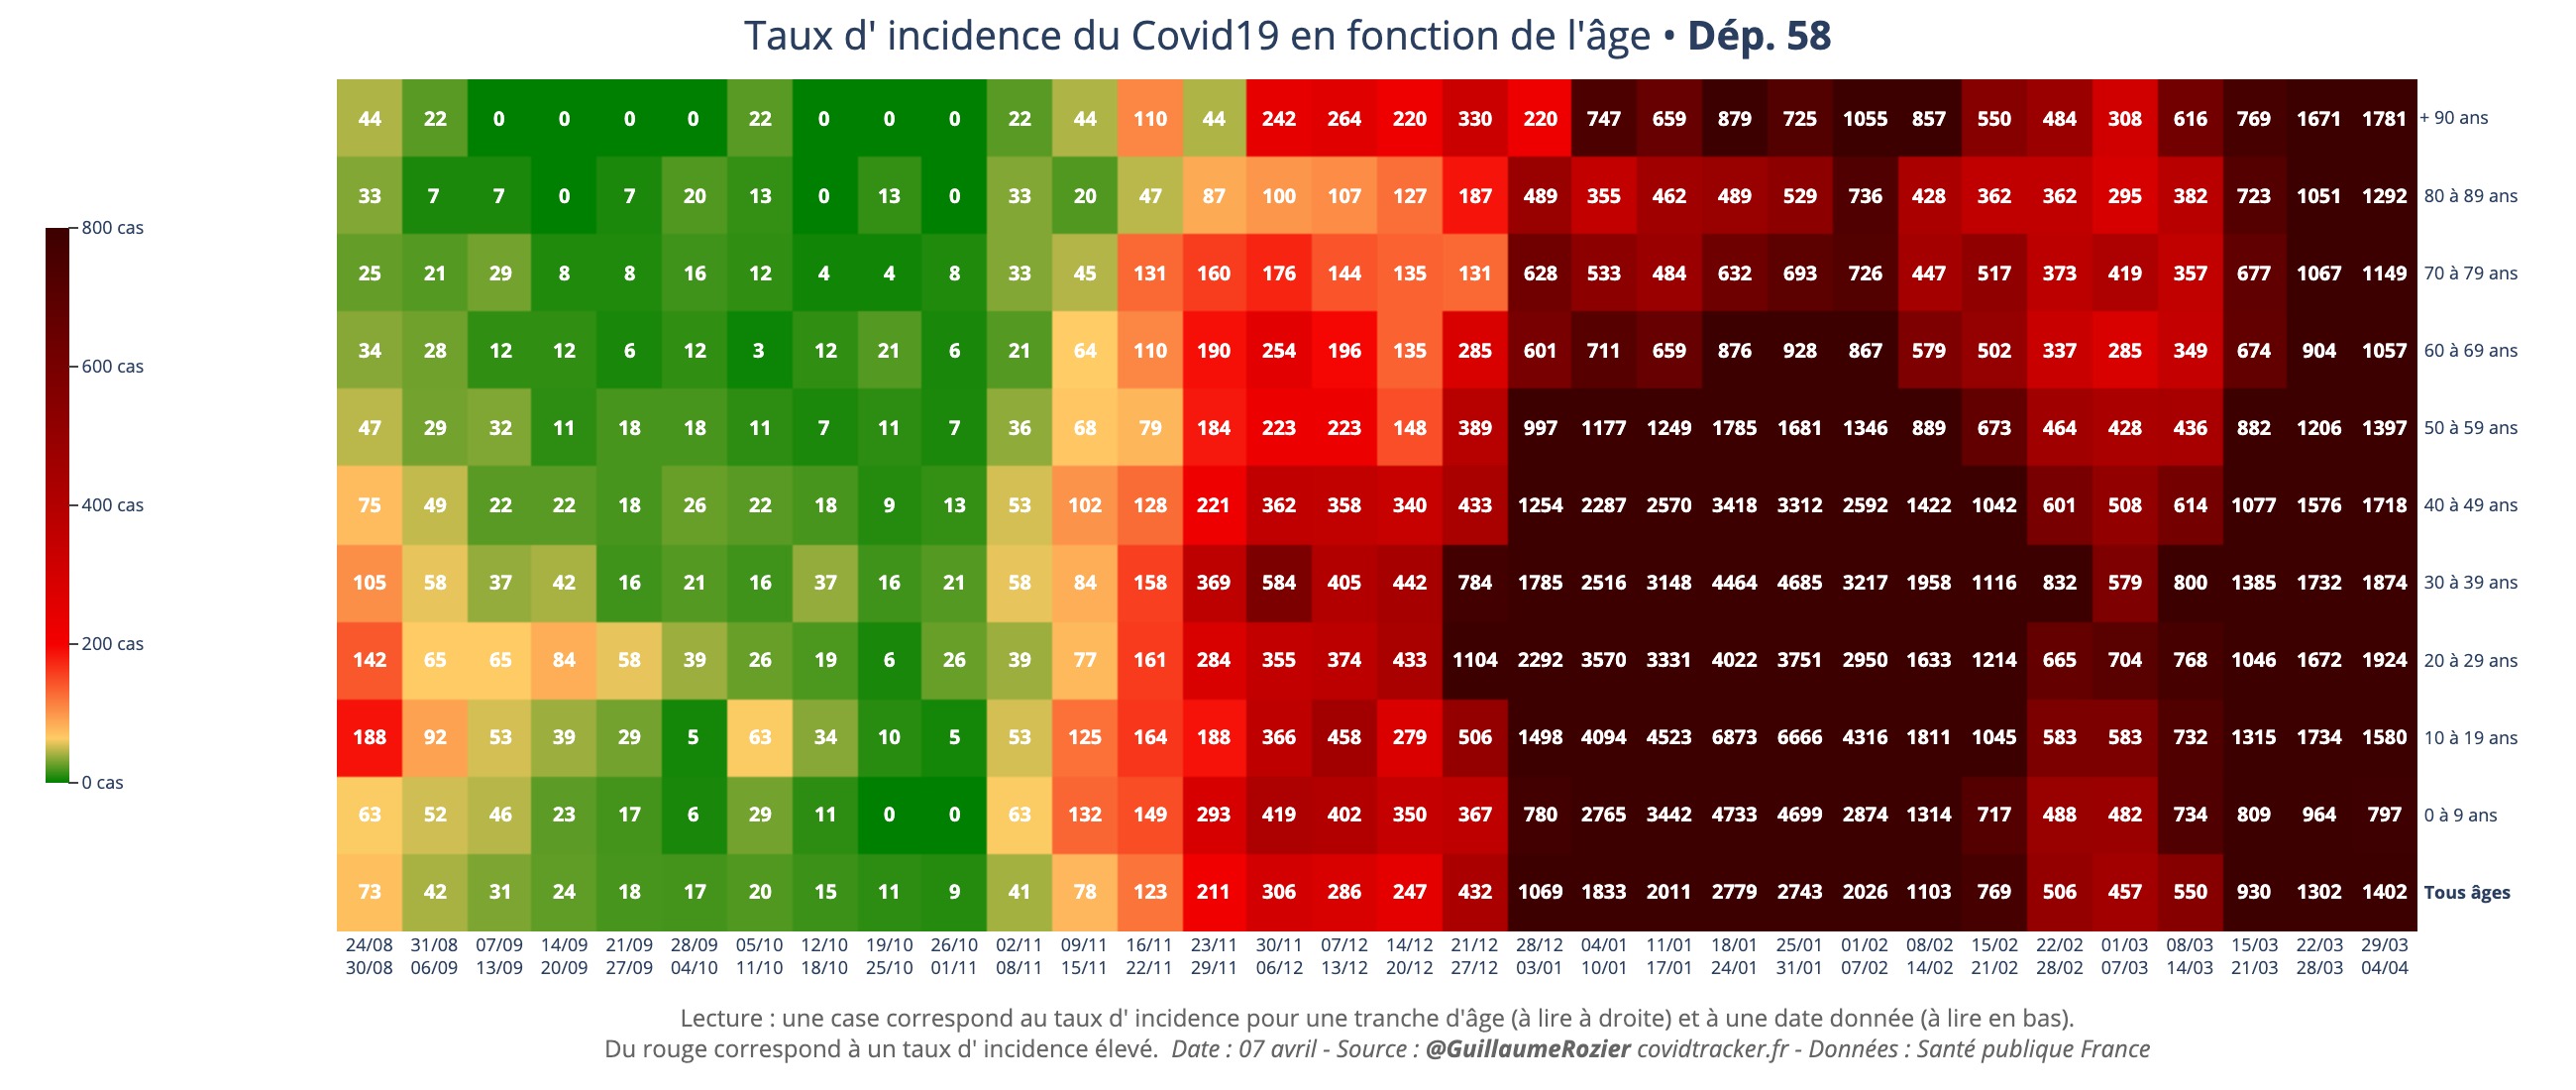 Taux d' incidence du Covid19 en fonction de l'âge • Dép. 58
800 cas
600 cas
400 cas
200 cas
0 cas
44 22 0 0 0 0 22 0 0 0 22 44 110 44 242 264 220 330 220 747 659 879 725 1055 857 550 484 308 616 769 1671 1781 + 90 ans
33 7 7 0 7 20 13 0 13 0 33 20 47 87 100 107 127 187 489 355 462 489 529 736 428 362 362 295 382 723 1051 1292 80 à 89 ans
25 21 29 8 8 16 12 4 4 8 33 45 131 160 176 144 135 131 628 533 484 632 693 726 447 517 373 419 357 677 1067 1149 70 à 79 ans
34 28 12 12 6 12 3 12 21 6 21 64 110 190 254 196 135 285 601 711 659 876 928 867 579 502 337 285 349 674 904 1057 60 à 69 ans
47 29 32 11 18 18 11 7 11 7 36 68 79 184 223 223 148 389 997 1177 1249 1785 1681 1346 889 673 464 428 436 882 1206 1397 50 à 59 ans
75 49 22 22 18 26 22 18 9 13 53 102 128 221 362 358 340 433 1254 2287 2570 3418 3312 2592 1422 1042 601 508 614 1077 1576 1718 40 à 49 ans
105 58 37 42 16 21 16 37 16 21 58 84 158 369 584 405 442 784 1785 2516 3148 4464 4685 3217 1958 1116 832 579 800 1385 1732 1874 30 à 39 ans
142 65 65 84 58 39 26 19 6 26 39 77 161 284 355 374 433 1104 2292 3570 3331 4022 3751 2950 1633 1214 665 704 768 1046 1672 1924 20 à 29 ans
188 92 53 39 29 5 63 34 10 5 53 125 164 188 366 458 279 506 1498 4094 4523 6873 6666 4316 1811 1045 583 583 732 1315 1734 1580 10 à 19 ans
63 52 46 23 17 6 29 11 0 0 63 132 149 293 419 402 350 367 780 2765 3442 4733 4699 2874 1314 717 488 482 734 809 964 797 0 à 9 ans
73 42 31 24 18 17 20 15 11 9 41 78 123 211 306 286 247 432 1069 1833 2011 2779 2743 2026 1103 769 506 457 550 930 1302 1402 Tous âges
24/08 31/08 07/09 14/09 21/09 28/09 05/10 12/10 19/10 26/10 02/11 09/11 16/11 23/11 30/11 07/12 14/12 21/12 28/12 04/01 11/01 18/01 25/01 01/02 08/02 15/02 22/02 01/03 08/03 15/03 22/03 29/03
30/08 06/09 13/09 20/09 27/09 04/10 11/10 18/10 25/10 01/11 08/11 15/11 22/11 29/11 06/12 13/12 20/12 27/12 03/01 10/01 17/01 24/01 31/01 07/02 14/02 21/02 28/02 07/03 14/03 21/03 28/03 04/04
Lecture : une case correspond au taux d' incidence pour une tranche d'âge (à lire à droite) et à une date donnée (à lire en bas).
Du rouge correspond à un taux d' incidence élevé. Date : 07 avril - Source : @GuillaumeRozier covidtracker.fr - Données : Santé publique France